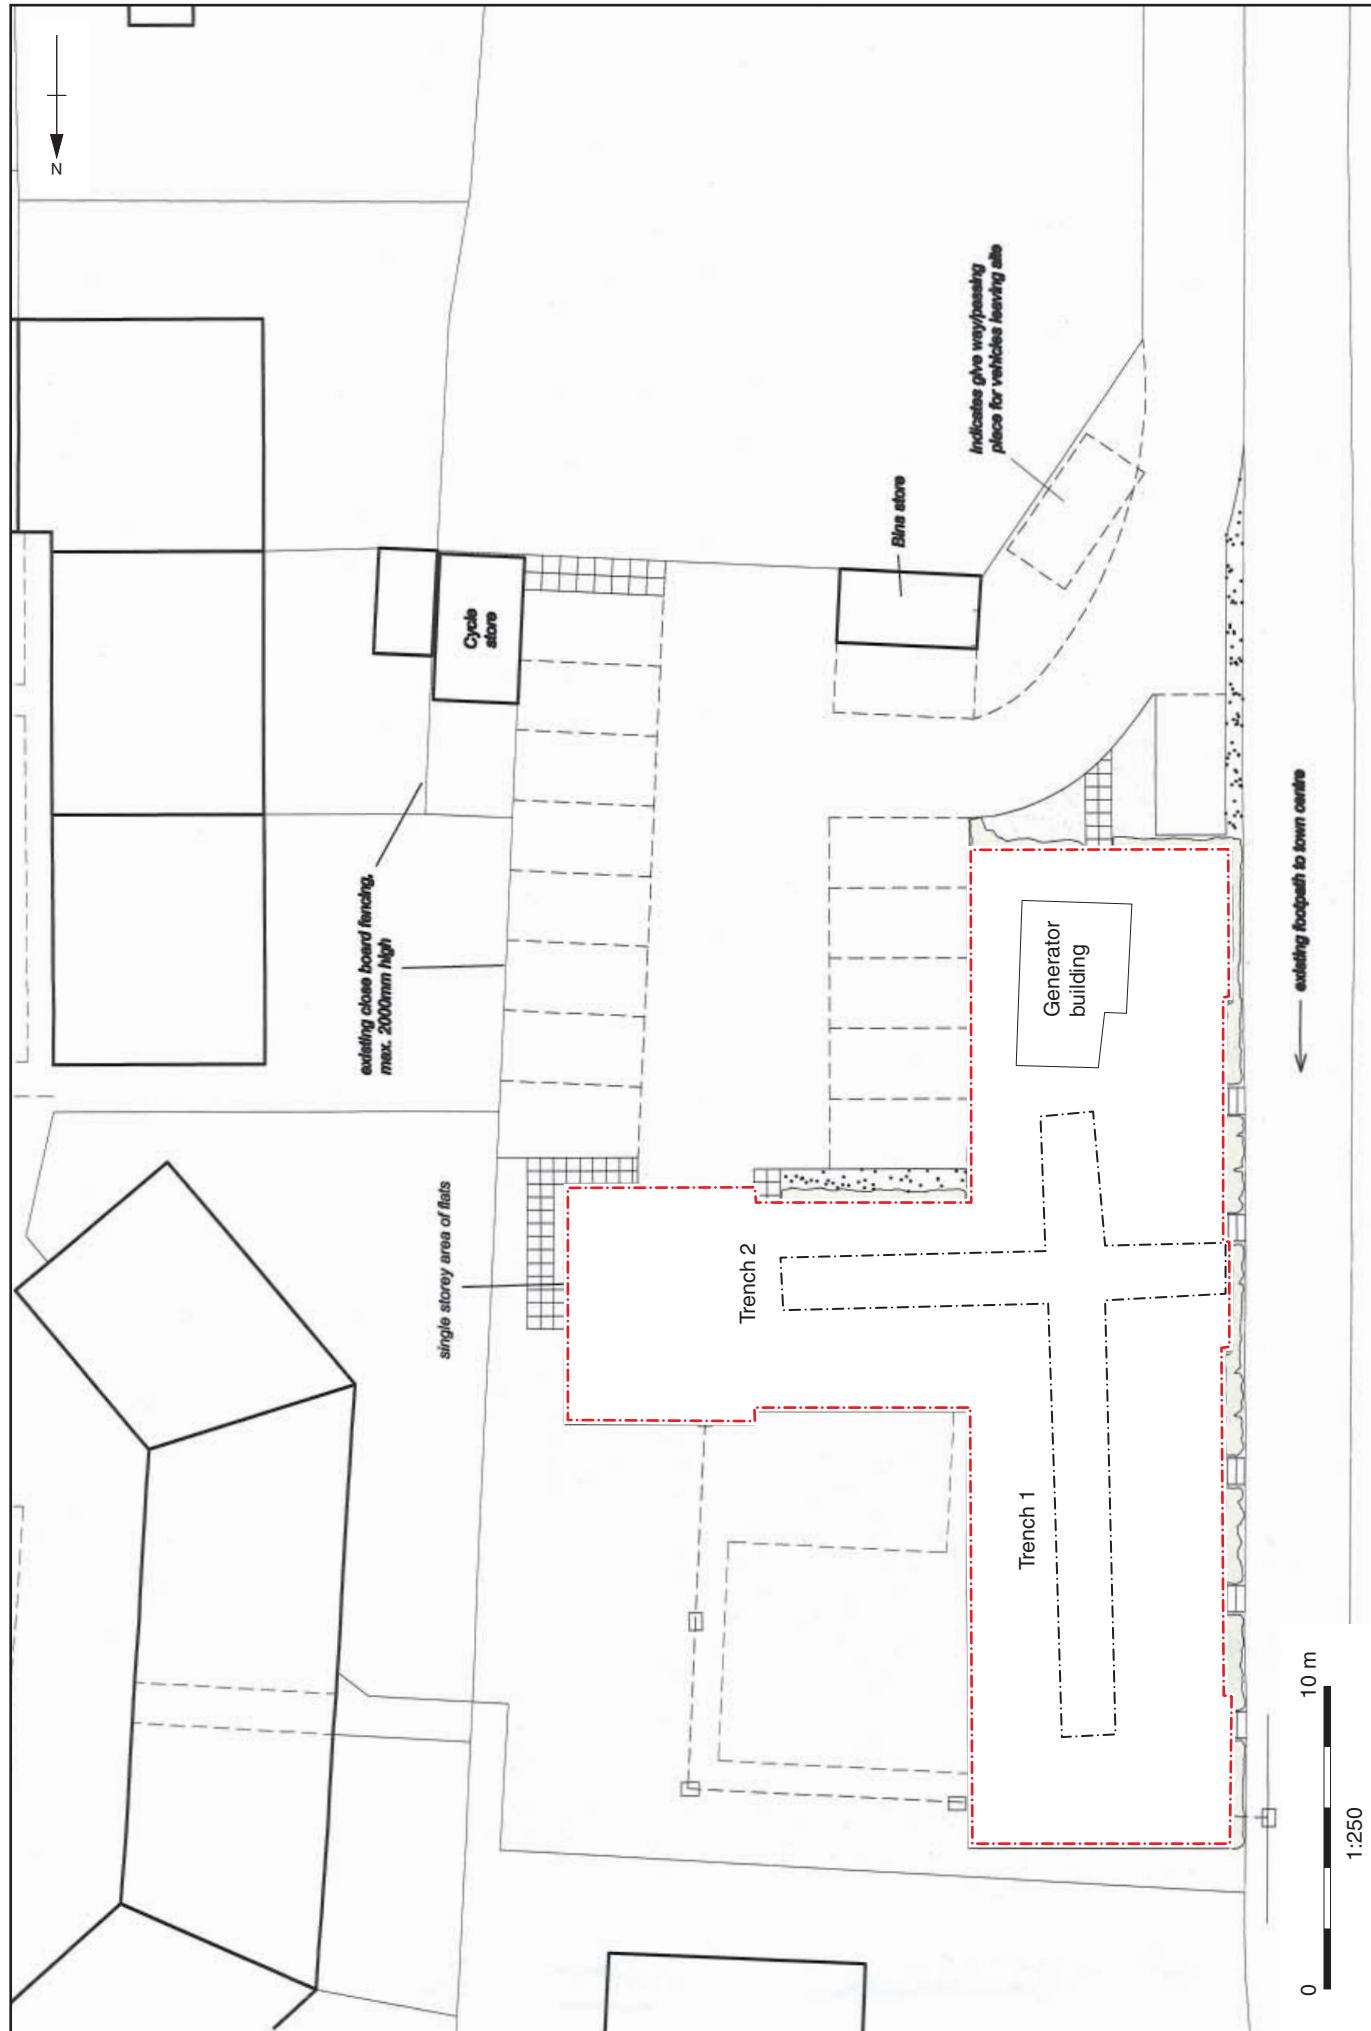 N
Indicates give way/passing
place for vehicles leaving site
Bins store
Cycle
store
existing close board fencing,
max. 2000mm high
existing footpath to town centre
Generator
building
single storey area of flats
Trench 2
Trench 1
0
10 m
1:250